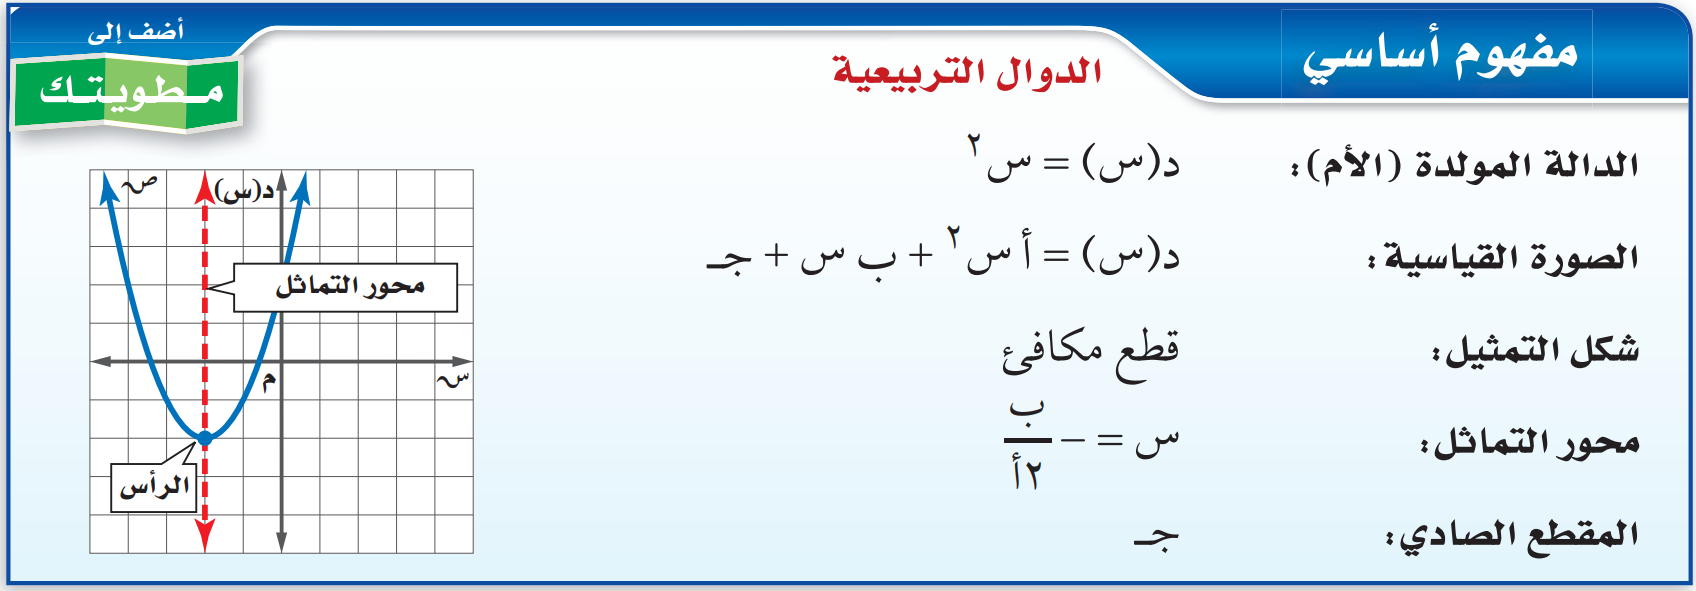 مفهوم أساسي
أضف إلى
مطويتك
الدوال التربيعية
الدالة المولدة (الأم): د(س) = س٢
الصورة القياسية: د(س) = أ س٢ + ب س + جـ
شكل التمثيل: قطع مكافئ
محور التماثل: س = − ب/٢أ
المقطع الصادي: جـ
د(س)
ص
محور التماثل
س
م
الرأس